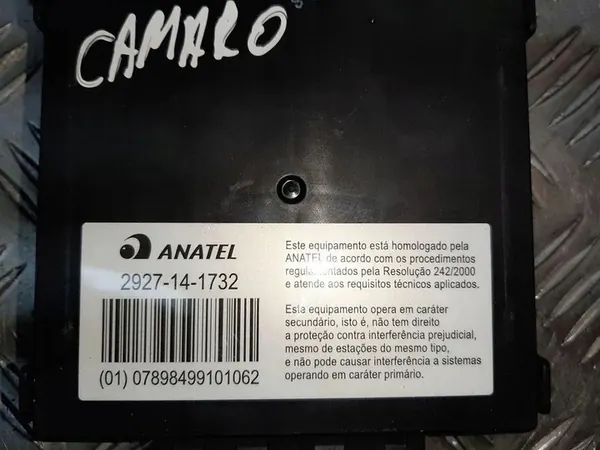 CAMARO
ANATEL
2927-14-1732
(01) 07898499101062
Este equipamento está homologado pela
ANATEL de acordo com os procedimentos
regulamentados pela Resolução 242/2000
e atende aos requisitos técnicos aplicados.
Esta equipamento opera em caráter
secundário, isto é, não tem direito
a proteção contra interferência prejudicial,
mesmo de estações do mesmo tipo,
e não pode causar interferência a sistemas
operando em caráter primário.